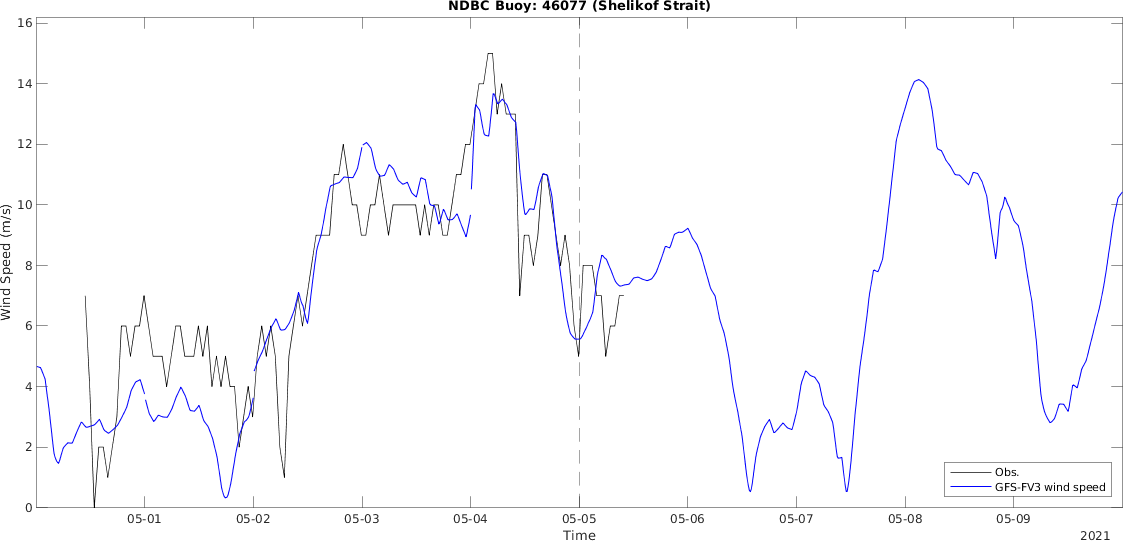 NDBC Buoy: 46077 (Shelikof Strait)
Wind Speed (m/s)
16
14
12
10
8
6
4
2
0
Obs.
GFS-FV3 wind speed
05-01 05-02 05-03 05-04 05-05 05-06 05-07 05-08 05-09
Time
2021